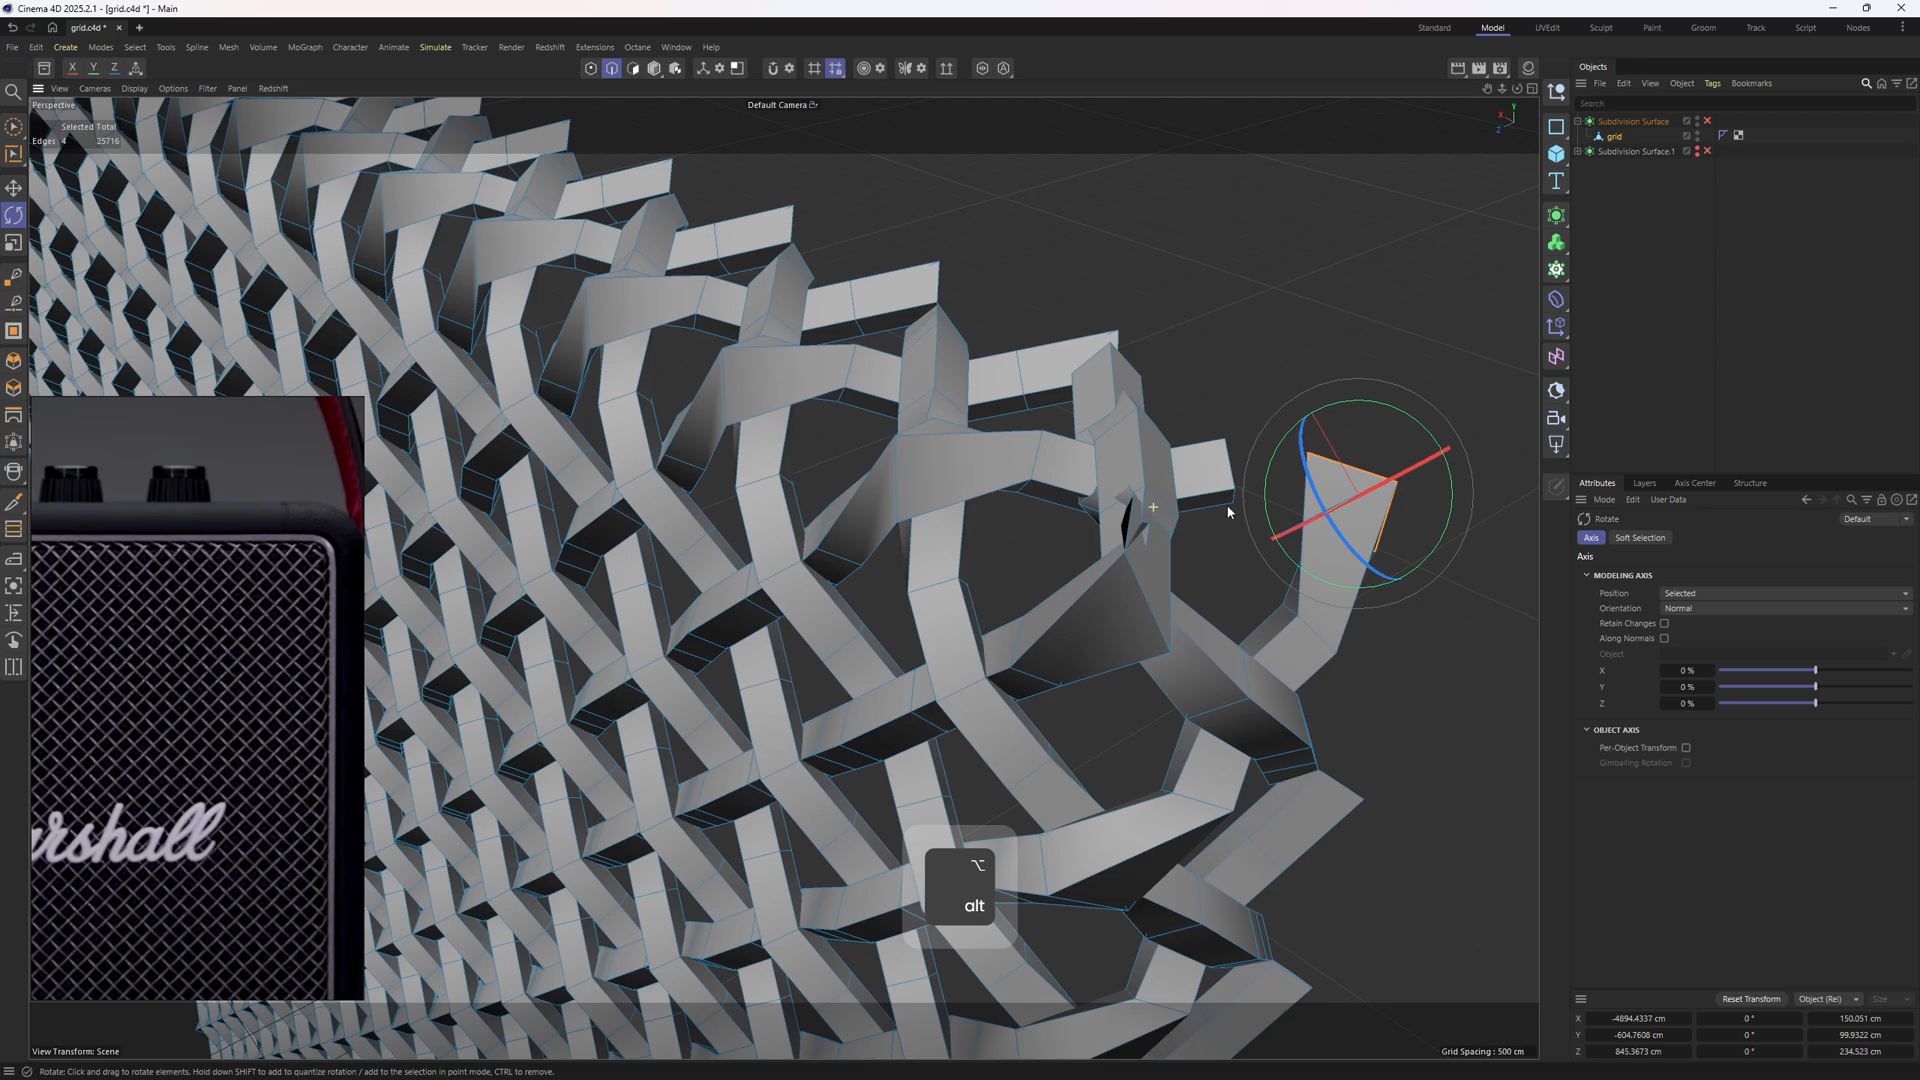 Cinema 4D 2025.2.1 - [grid.c4d *] - Main
grid.c4d *
Standard Model UVEdit Sculpt Paint Groom Track Script Nodes
File Edit Create Modes Select Tools Spline Mesh Volume MoGraph Character Animate Simulate Tracker Render Redshift Extensions Octane Window Help
X Y Z
Objects
File Edit View Object Tags Bookmarks
View Cameras Display Options Filter Panel Redshift
Perspective
Default Camera
Search
Selected Total
Edges 4 25716
Subdivision Surface
grid
Subdivision Surface.1
X Y Z
Attributes Layers Axis Center Structure
Mode Edit User Data
Rotate
Default
Axis Soft Selection
Axis
MODELING AXIS
Position Selected
Orientation Normal
Retain Changes
Along Normals
Object
X 0 %
Y 0 %
Z 0 %
OBJECT AXIS
Per-Object Transform
Gimballing Rotation
arshall
alt
Reset Transform Object (Rel) Size
X -4894.4337 cm 0 ° 150.051 cm
Y -604.7608 cm 0 ° 99.9322 cm
Z 845.3673 cm 0 ° 234.523 cm
View Transform: Scene
Grid Spacing : 500 cm
Rotate: Click and drag to rotate elements. Hold down SHIFT to add to quantize rotation / add to the selection in point mode, CTRL to remove.